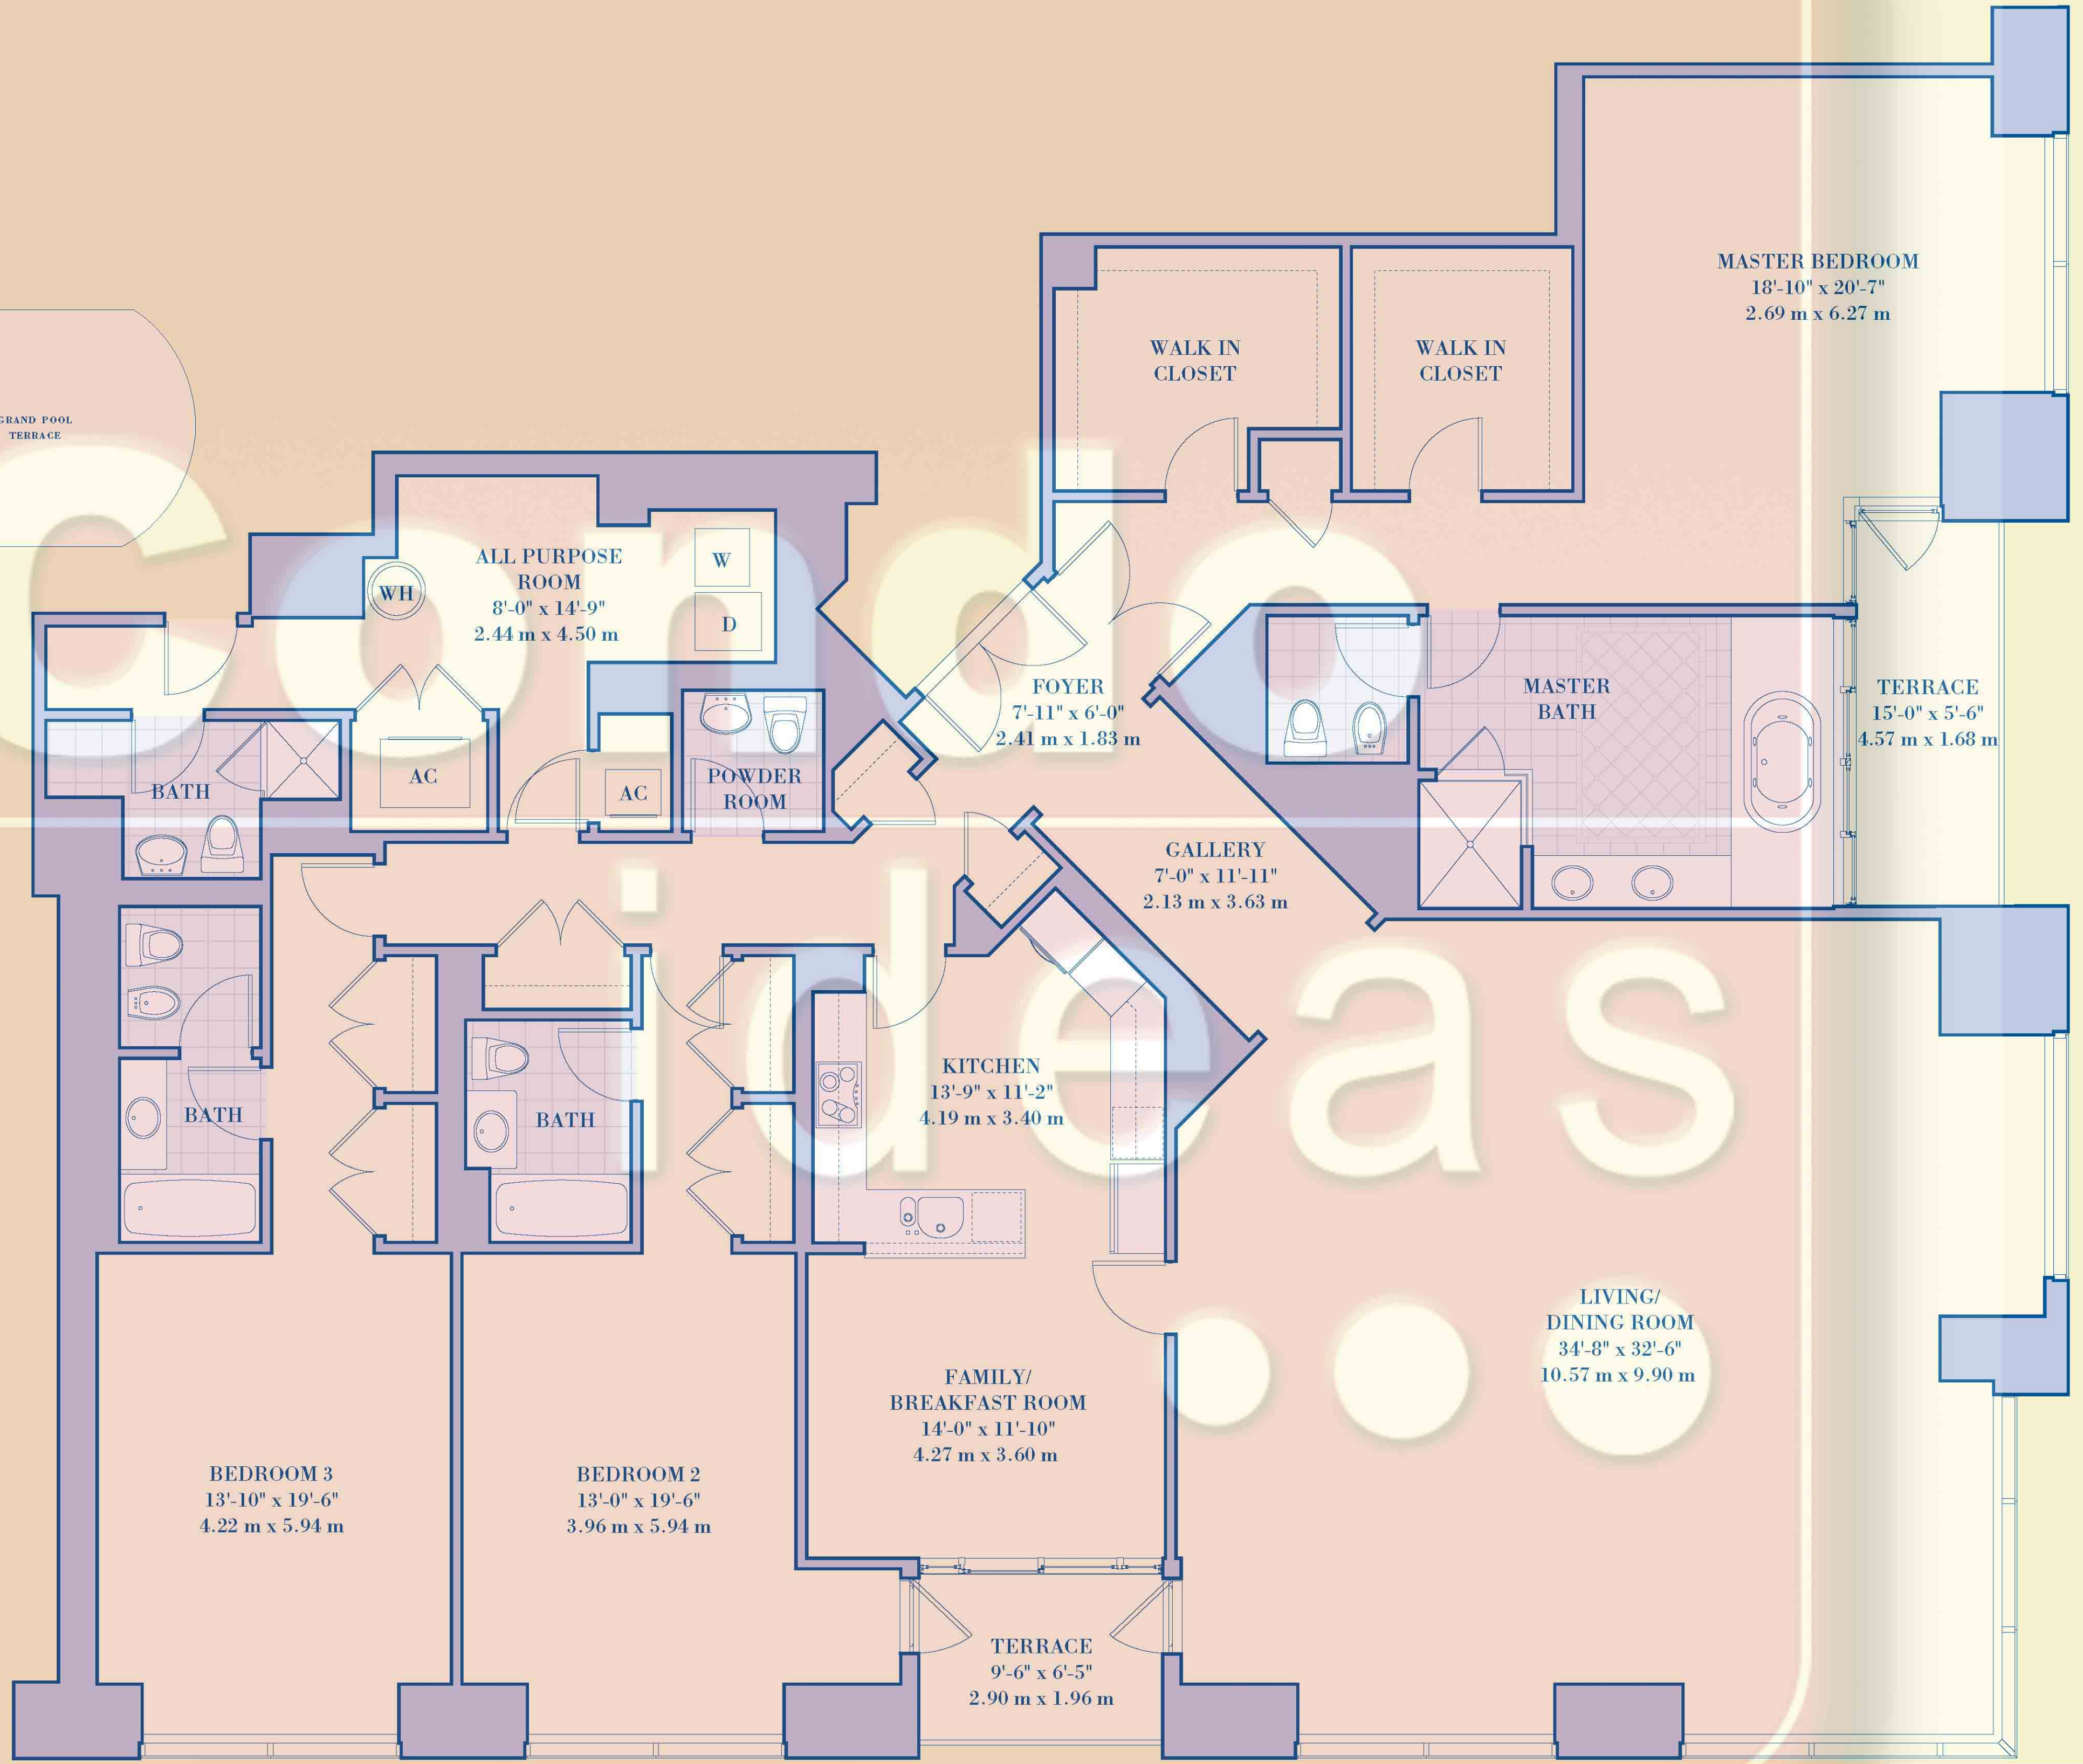 MASTER BEDROOM
18'-10" x 20'-7"
2.69 m x 6.27 m
WALK IN
CLOSET
WALK IN
CLOSET
GRAND POOL
TERRACE
ALL PURPOSE
ROOM
8'-0" x 14'-9"
2.44 m x 4.50 m
WH
W
D
FOYER
7'-11" x 6'-0"
2.41 m x 1.83 m
MASTER
BATH
TERRACE
15'-0" x 5'-6"
4.57 m x 1.68 m
BATH
AC
AC
POWDER
ROOM
GALLERY
7'-0" x 11'-11"
2.13 m x 3.63 m
Condo
ideas...
KITCHEN
13'-9" x 11'-2"
4.19 m x 3.40 m
BATH
BATH
LIVING/
DINING ROOM
34'-8" x 32'-6"
10.57 m x 9.90 m
FAMILY/
BREAKFAST ROOM
14'-0" x 11'-10"
4.27 m x 3.60 m
BEDROOM 3
13'-10" x 19'-6"
4.22 m x 5.94 m
BEDROOM 2
13'-0" x 19'-6"
3.96 m x 5.94 m
TERRACE
9'-6" x 6'-5"
2.90 m x 1.96 m